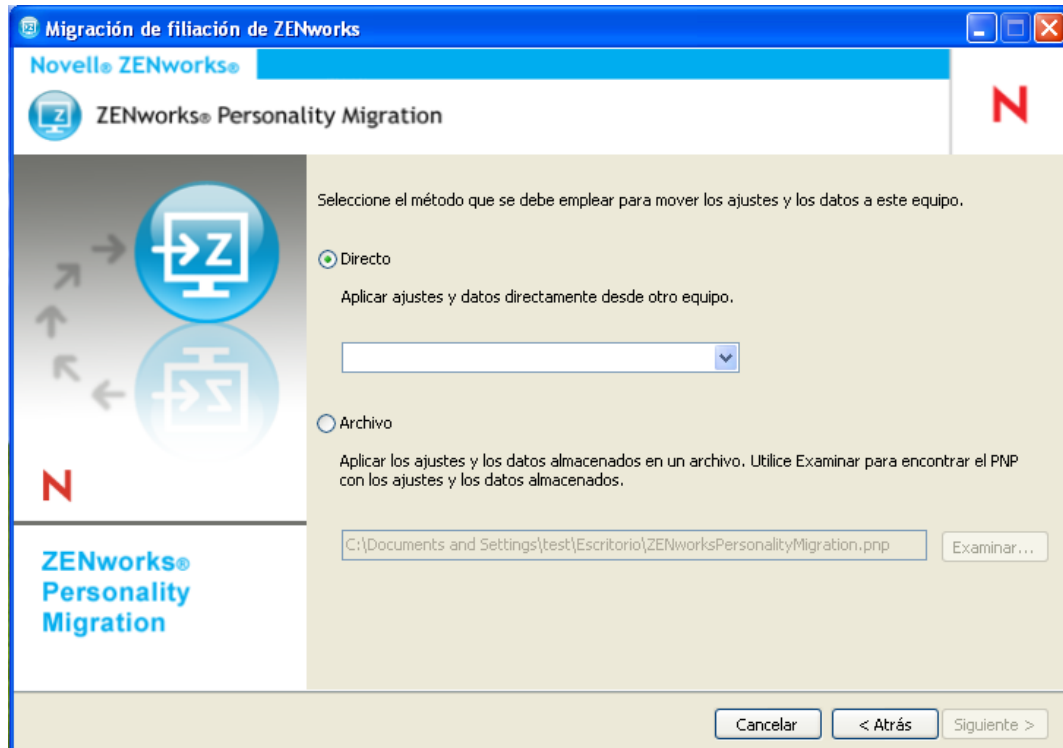 Migración de filiación de ZENworks
Novell® ZENworks®
ZENworks® Personality Migration
N
Z
Seleccione el método que se debe emplear para mover los ajustes y los datos a este equipo.
Directo
Aplicar ajustes y datos directamente desde otro equipo.
Archivo
Aplicar los ajustes y los datos almacenados en un archivo. Utilice Examinar para encontrar el PNP
con los ajustes y los datos almacenados.
C:\Documents and Settings\test\Escritorio\ZENworksPersonalityMigration.pnp
Examinar...
N
ZENworks®
Personality
Migration
Cancelar
< Atrás
Siguiente >